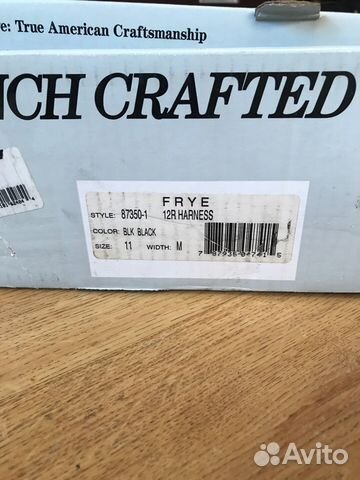 e: True American Craftsmanship
NCH CRAFTED
FRYE
STYLE: 87350-1 12R HARNESS
COLOR: BLK BLACK
SIZE: 11 WIDTH: M
Avito